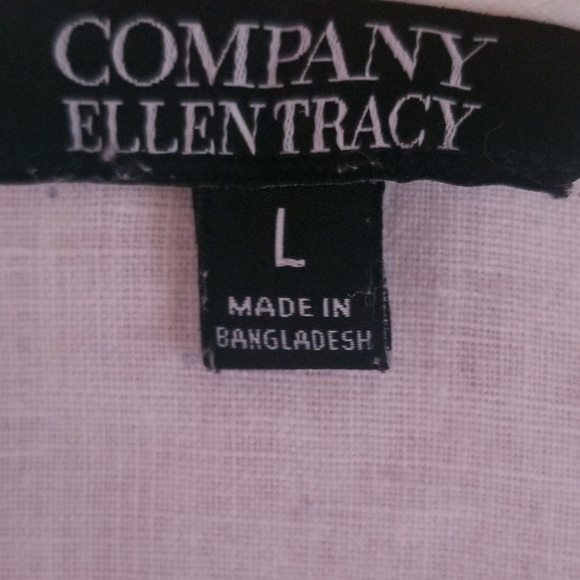 COMPANY
ELLEN TRACY
L
MADE IN
BANGLADESH